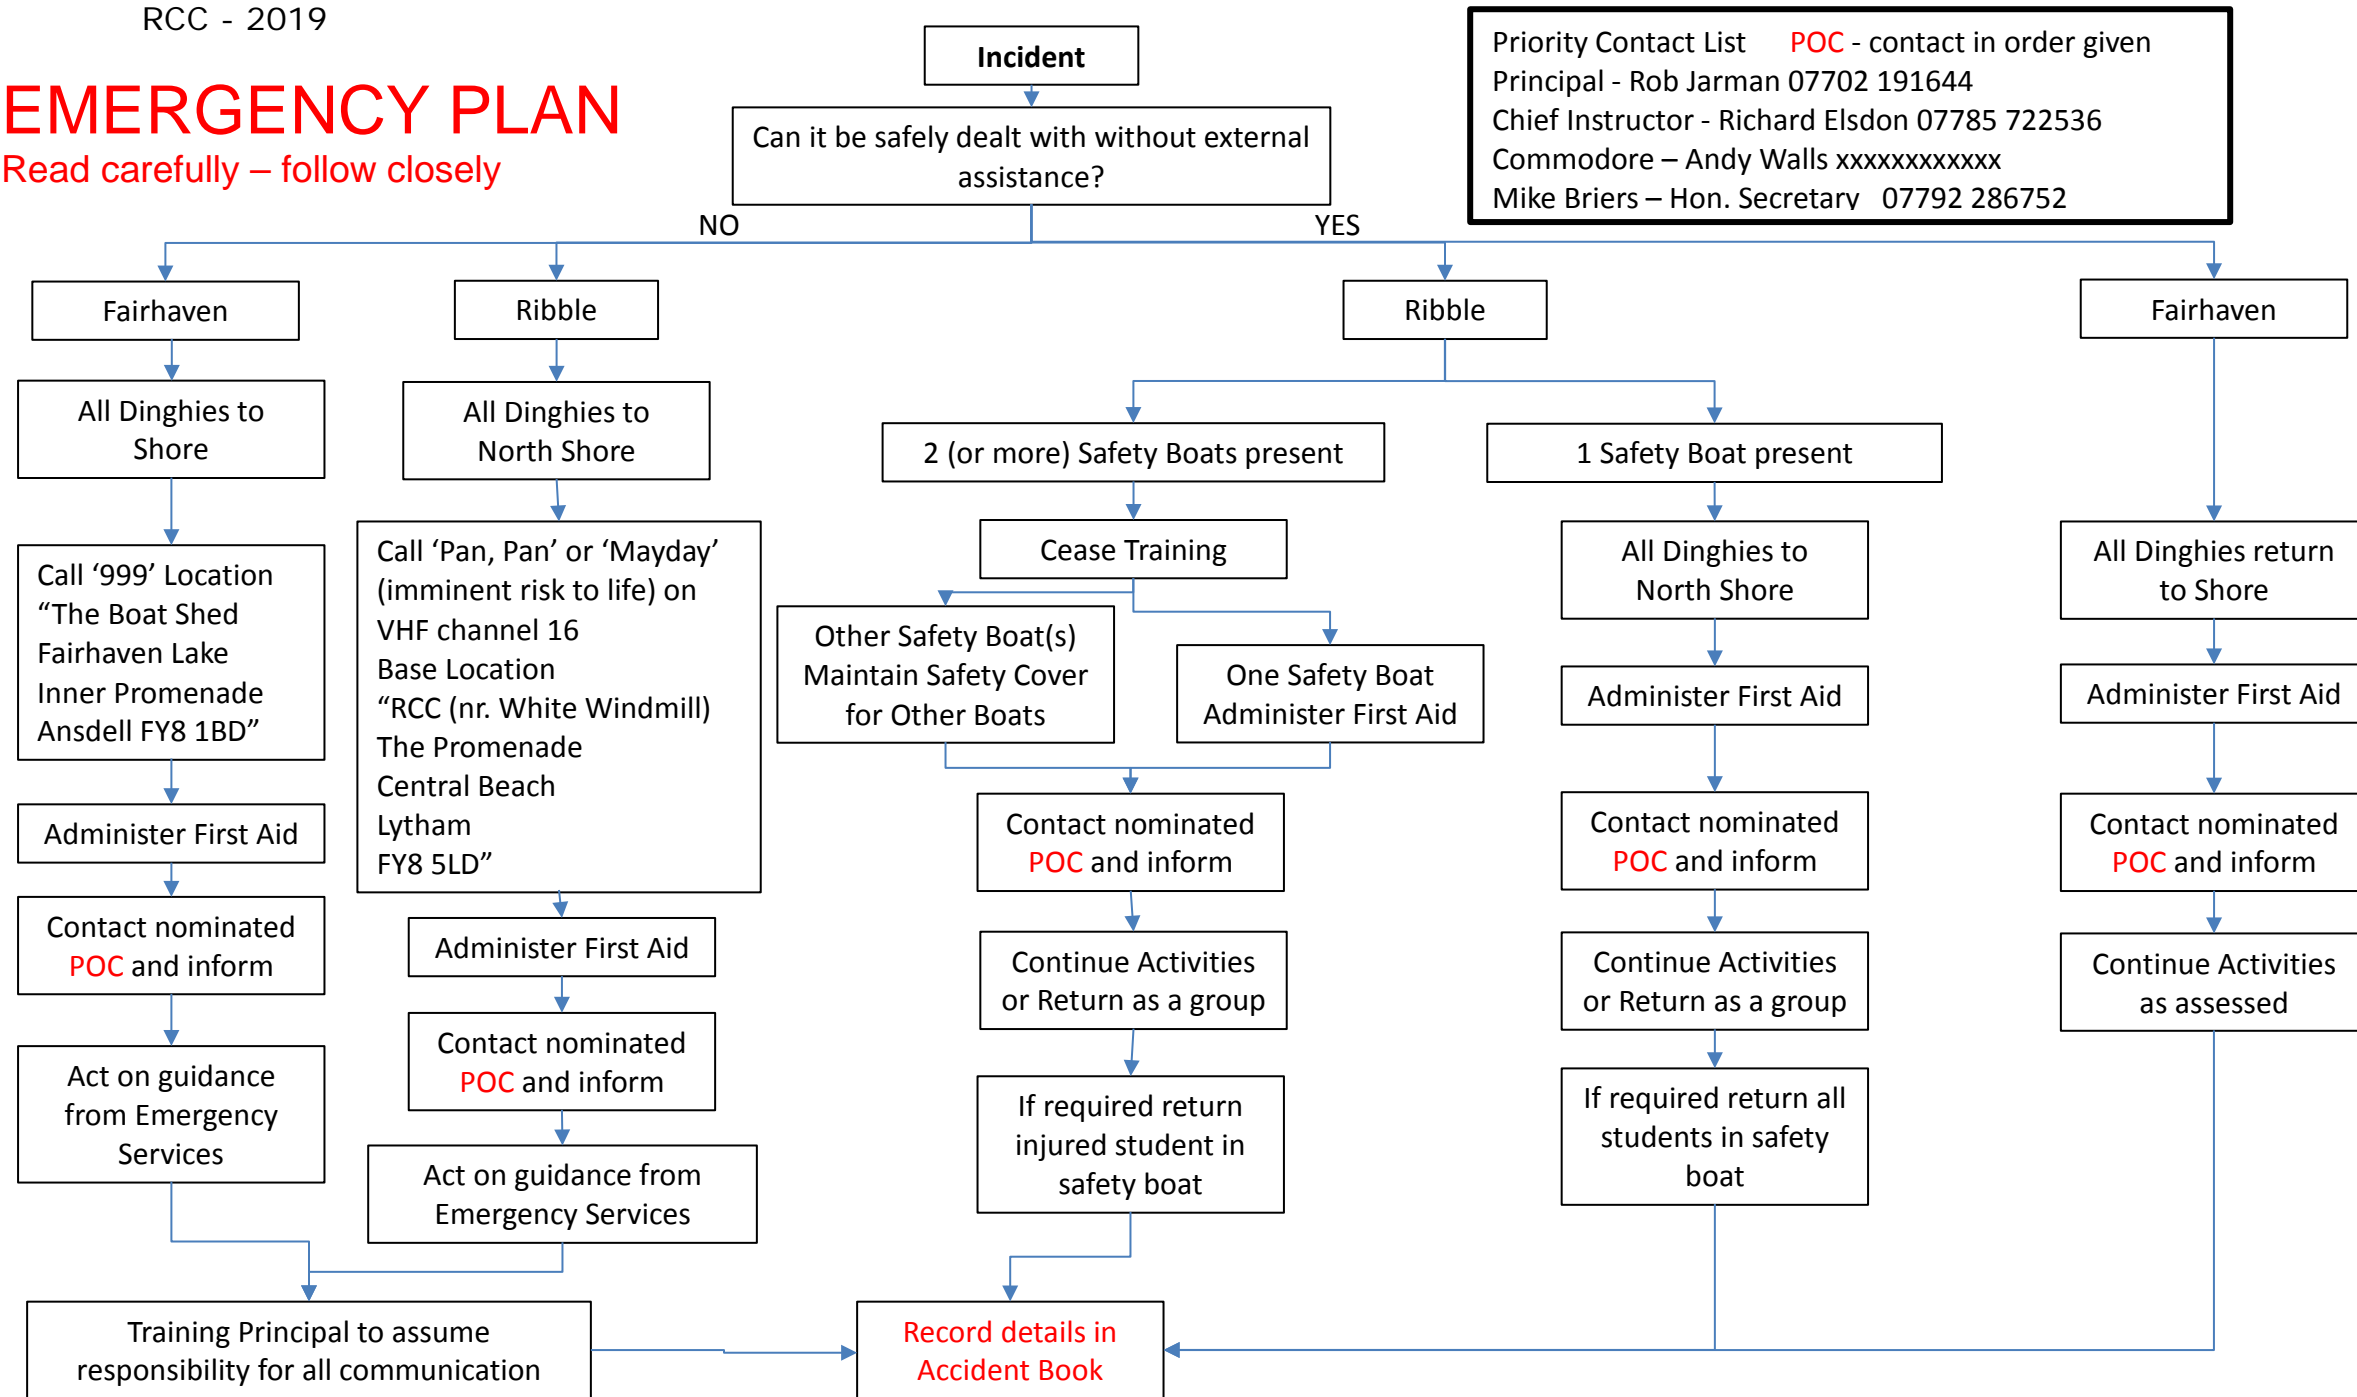 RCC - 2019
EMERGENCY PLAN
Read carefully – follow closely
Incident
Can it be safely dealt with without external
assistance?
Priority Contact List POC - contact in order given
Principal - Rob Jarman 07702 191644
Chief Instructor - Richard Elsdon 07785 722536
Commodore – Andy Walls xxxxxxxxxxxx
Mike Briers – Hon. Secretary 07792 286752
NO
YES
Fairhaven
All Dinghies to
Shore
Call ‘999’ Location
“The Boat Shed
Fairhaven Lake
Inner Promenade
Ansdell FY8 1BD”
Administer First Aid
Contact nominated
POC and inform
Act on guidance
from Emergency
Services
Ribble
All Dinghies to
North Shore
Call ‘Pan, Pan’ or ‘Mayday’
(imminent risk to life) on
VHF channel 16
Base Location
“RCC (nr. White Windmill)
The Promenade
Central Beach
Lytham
FY8 5LD”
Administer First Aid
Contact nominated
POC and inform
Act on guidance from
Emergency Services
Training Principal to assume
responsibility for all communication
Ribble
2 (or more) Safety Boats present
Cease Training
Other Safety Boat(s)
Maintain Safety Cover
for Other Boats
One Safety Boat
Administer First Aid
Contact nominated
POC and inform
Continue Activities
or Return as a group
If required return
injured student in
safety boat
1 Safety Boat present
All Dinghies to
North Shore
Administer First Aid
Contact nominated
POC and inform
Continue Activities
or Return as a group
If required return all
students in safety
boat
Fairhaven
All Dinghies return
to Shore
Administer First Aid
Contact nominated
POC and inform
Continue Activities
as assessed
Record details in
Accident Book